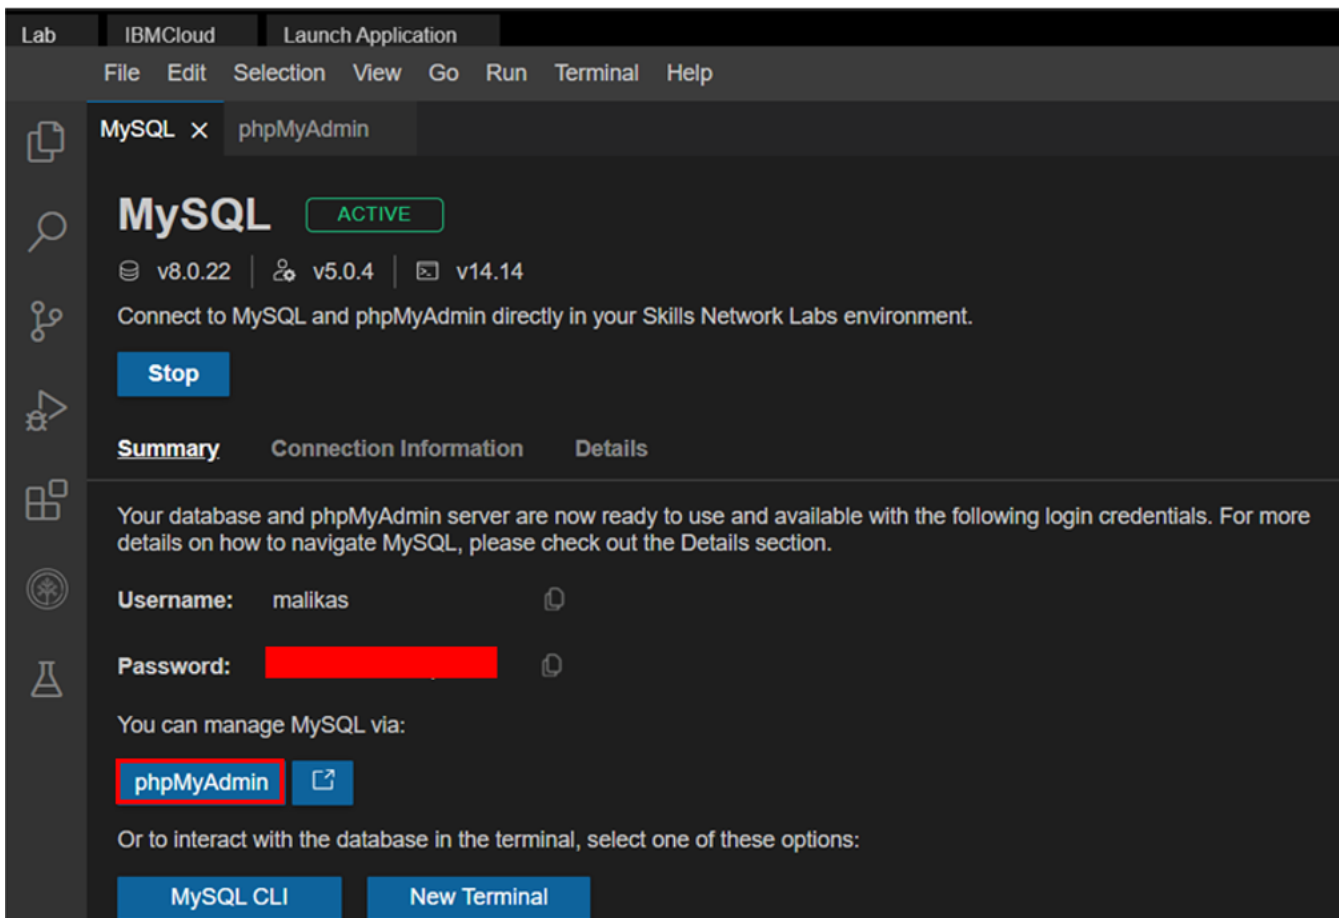 Lab IBMCloud Launch Application
File Edit Selection View Go Run Terminal Help
MySQL phpMyAdmin
MySQL ACTIVE
v8.0.22 v5.0.4 v14.14
Connect to MySQL and phpMyAdmin directly in your Skills Network Labs environment.
Stop
Summary Connection Information Details
Your database and phpMyAdmin server are now ready to use and available with the following login credentials. For more
details on how to navigate MySQL, please check out the Details section.
Username: malikas
Password:
You can manage MySQL via:
phpMyAdmin
Or to interact with the database in the terminal, select one of these options:
MySQL CLI New Terminal